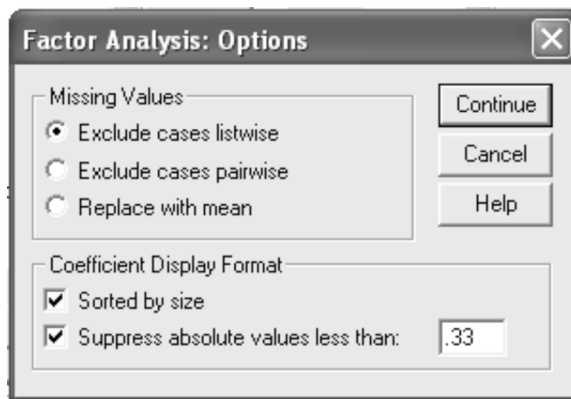 Factor Analysis: Options
Missing Values
Exclude cases listwise
Exclude cases pairwise
Replace with mean
Continue
Cancel
Help
Coefficient Display Format
Sorted by size
Suppress absolute values less than: .33